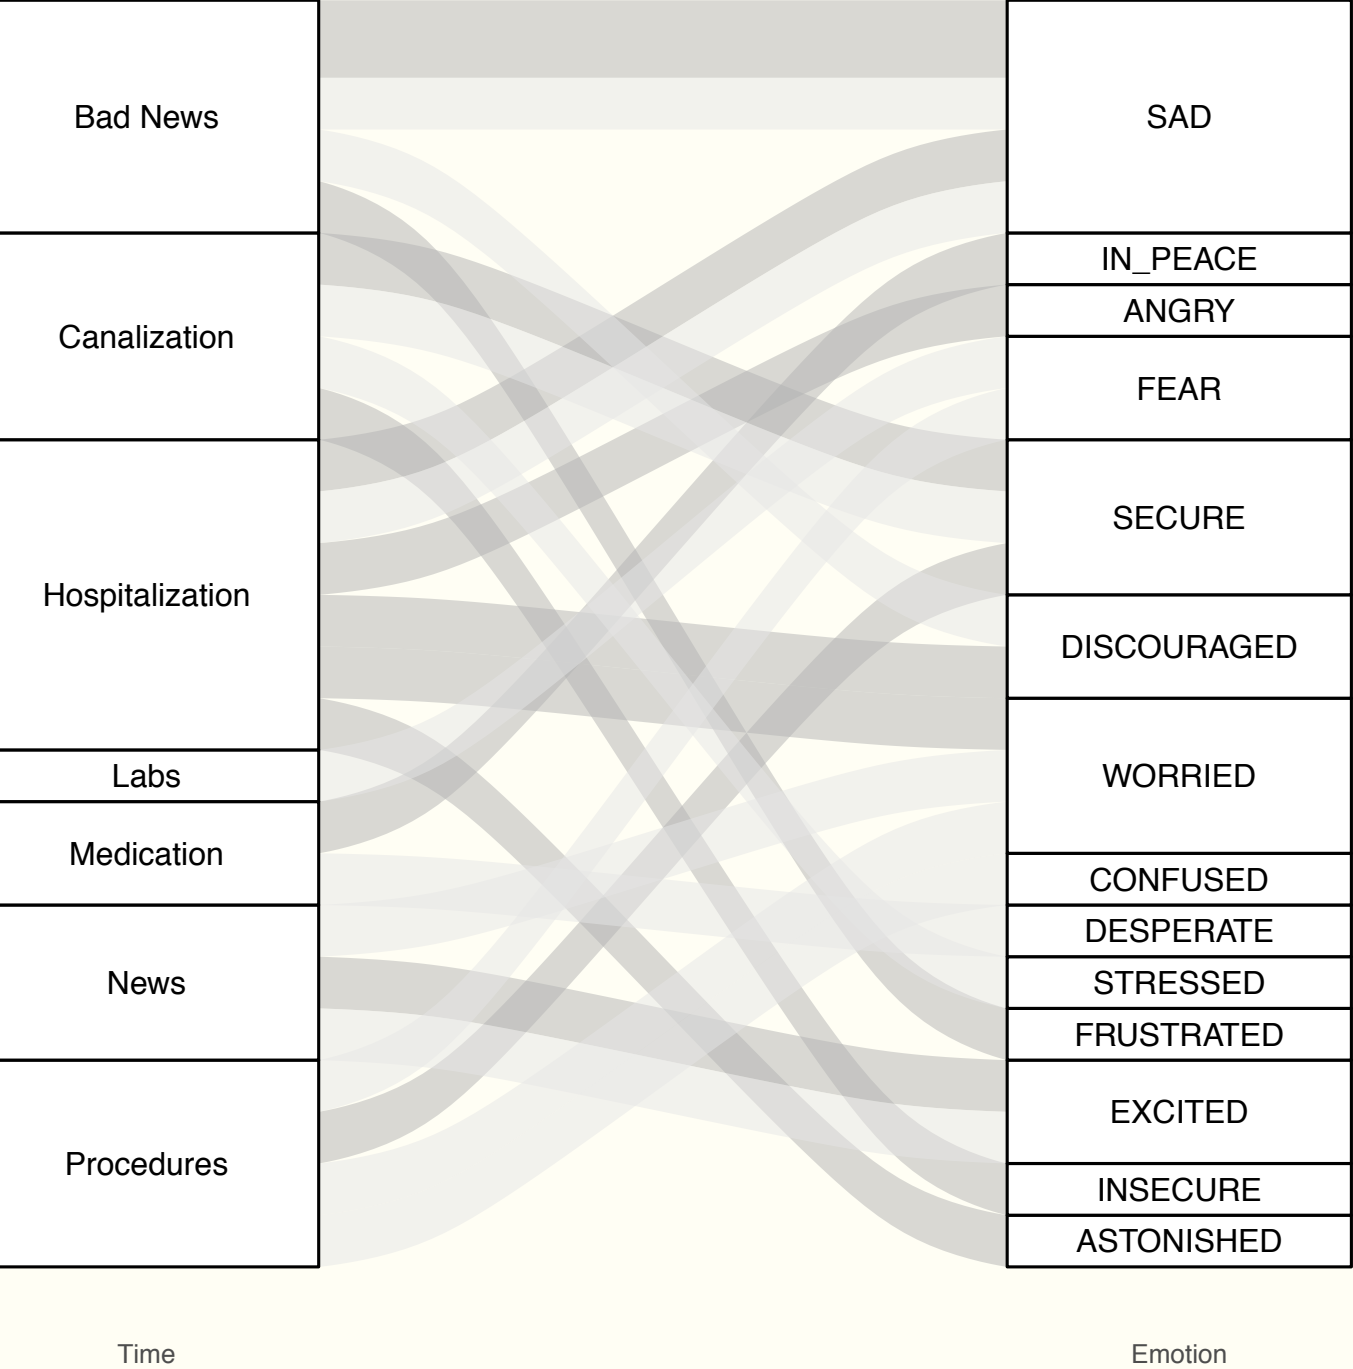 Bad News
Canalization
Hospitalization
Labs
Medication
News
Procedures
SAD
IN_PEACE
ANGRY
FEAR
SECURE
DISCOURAGED
WORRIED
CONFUSED
DESPERATE
STRESSED
FRUSTRATED
EXCITED
INSECURE
ASTONISHED
Time
Emotion